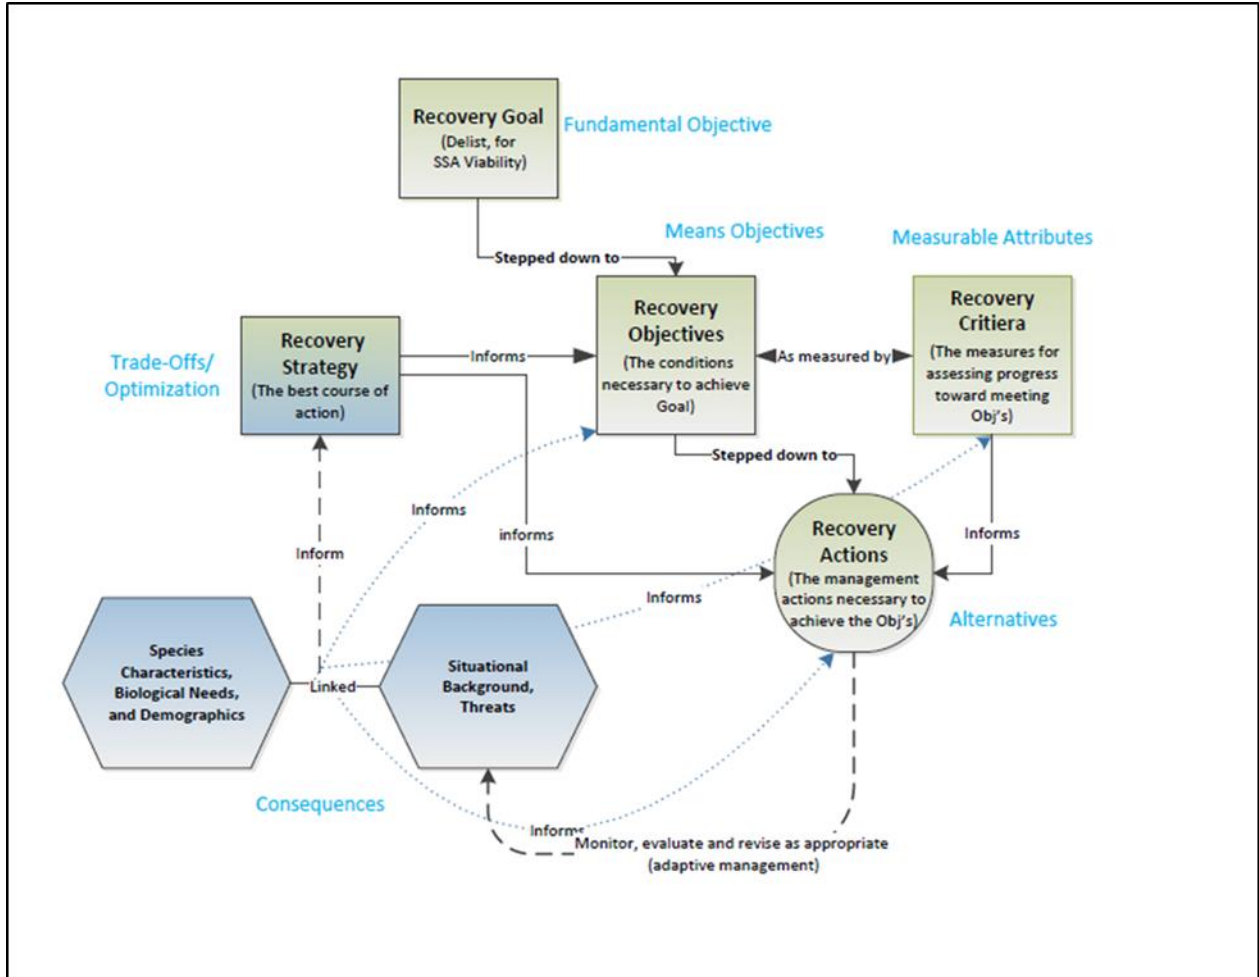 Recovery Goal
(Delist, for
SSA Viability)
Fundamental Objective
Stepped down to
Means Objectives
Measurable Attributes
Recovery
Strategy
(The best course of
action)
Trade-Offs/
Optimization
Informs
Recovery
Objectives
(The conditions
necessary to achieve
Goal)
As measured by
Recovery
Critiera
(The measures for
assessing progress
toward meeting
Obj's)
Stepped down to
Informs
informs
Inform
Informs
Recovery
Actions
(The management
actions necessary to
achieve the Obj's)
Informs
Alternatives
Species
Characteristics,
Biological Needs,
and Demographics
Linked
Situational
Background,
Threats
Consequences
Informs
Monitor, evaluate and revise as appropriate
(adaptive management)